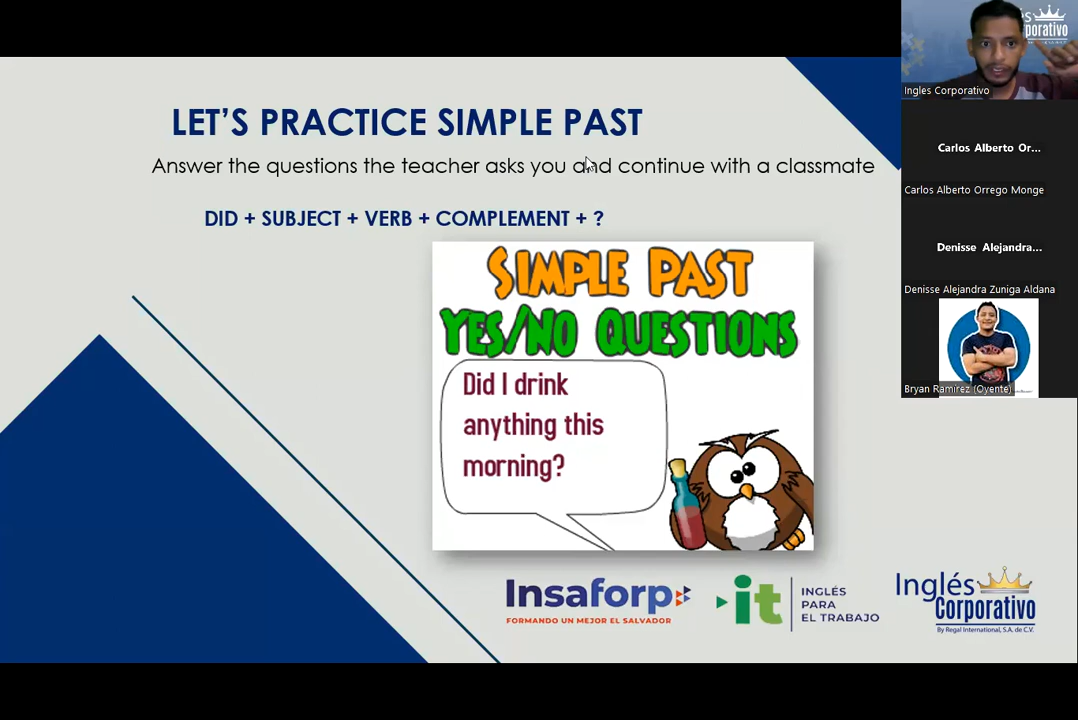 LET'S PRACTICE SIMPLE PAST
Answer the questions the teacher asks you and continue with a classmate
DID + SUBJECT + VERB + COMPLEMENT + ?
SIMPLE PAST
YES/NO QUESTIONS
Did I drink
anything this
morning?
Insaforp
FORMANDO UN MEJOR EL SALVADOR
it
INGLÉS
PARA
EL TRABAJO
Inglés
Corporativo
By Regal International, S.A. de C.V.
Ingles Corporativo
Carlos Alberto Or...
Carlos Alberto Orrego Monge
Denisse Alejandra...
Denisse Alejandra Zuniga Aldana
Bryan Ramirez (Oyente)